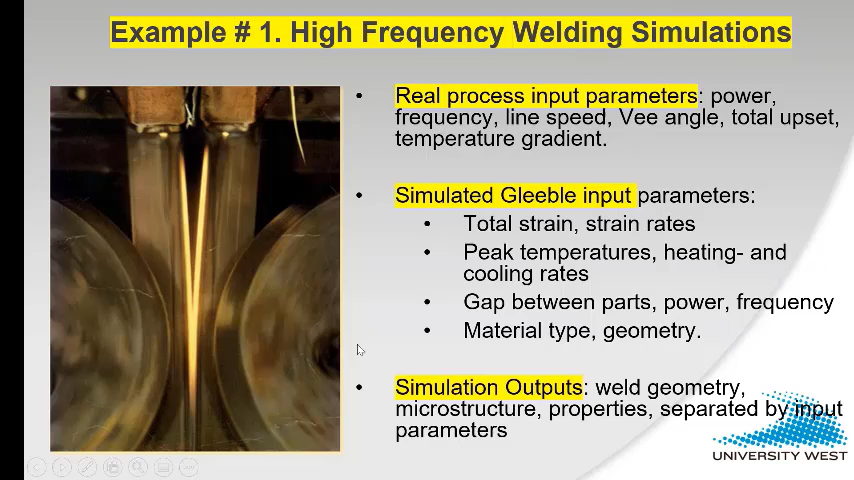 Example # 1. High Frequency Welding Simulations
• Real process input parameters: power,
frequency, line speed, Vee angle, total upset,
temperature gradient.
• Simulated Gleeble input parameters:
• Total strain, strain rates
• Peak temperatures, heating- and
cooling rates
• Gap between parts, power, frequency
• Material type, geometry.
• Simulation Outputs: weld geometry,
microstructure, properties, separated by input
parameters
UNIVERSITY WEST